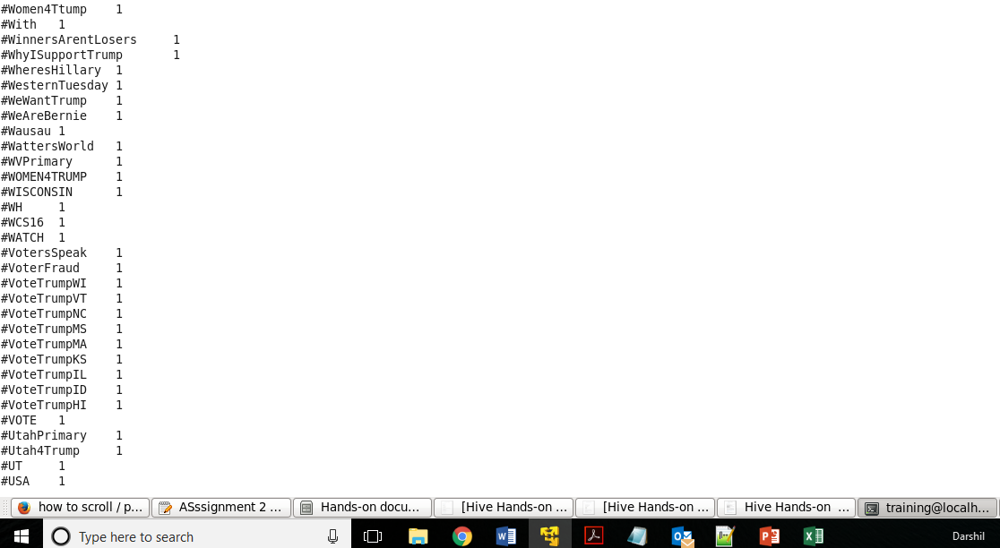 #Women4Ttump 1
#With 1
#WinnersArentLosers 1
#WhyISupportTrump 1
#WheresHillary 1
#WesternTuesday 1
#WeWantTrump 1
#WeAreBernie 1
#Wausau 1
#WattersWorld 1
#WVPrimary 1
#WOMEN4TRUMP 1
#WISCONSIN 1
#WH 1
#WCS16 1
#WATCH 1
#VotersSpeak 1
#VoterFraud 1
#VoteTrumpWI 1
#VoteTrumpVT 1
#VoteTrumpNC 1
#VoteTrumpMS 1
#VoteTrumpMA 1
#VoteTrumpKS 1
#VoteTrumpIL 1
#VoteTrumpID 1
#VoteTrumpHI 1
#VOTE 1
#UtahPrimary 1
#Utah4Trump 1
#UT 1
#USA 1
how to scroll / p... ASssignment 2 ... Hands-on docu... [Hive Hands-on ... [Hive Hands-on ... Hive Hands-on ... training@localh...
Type here to search Darshil